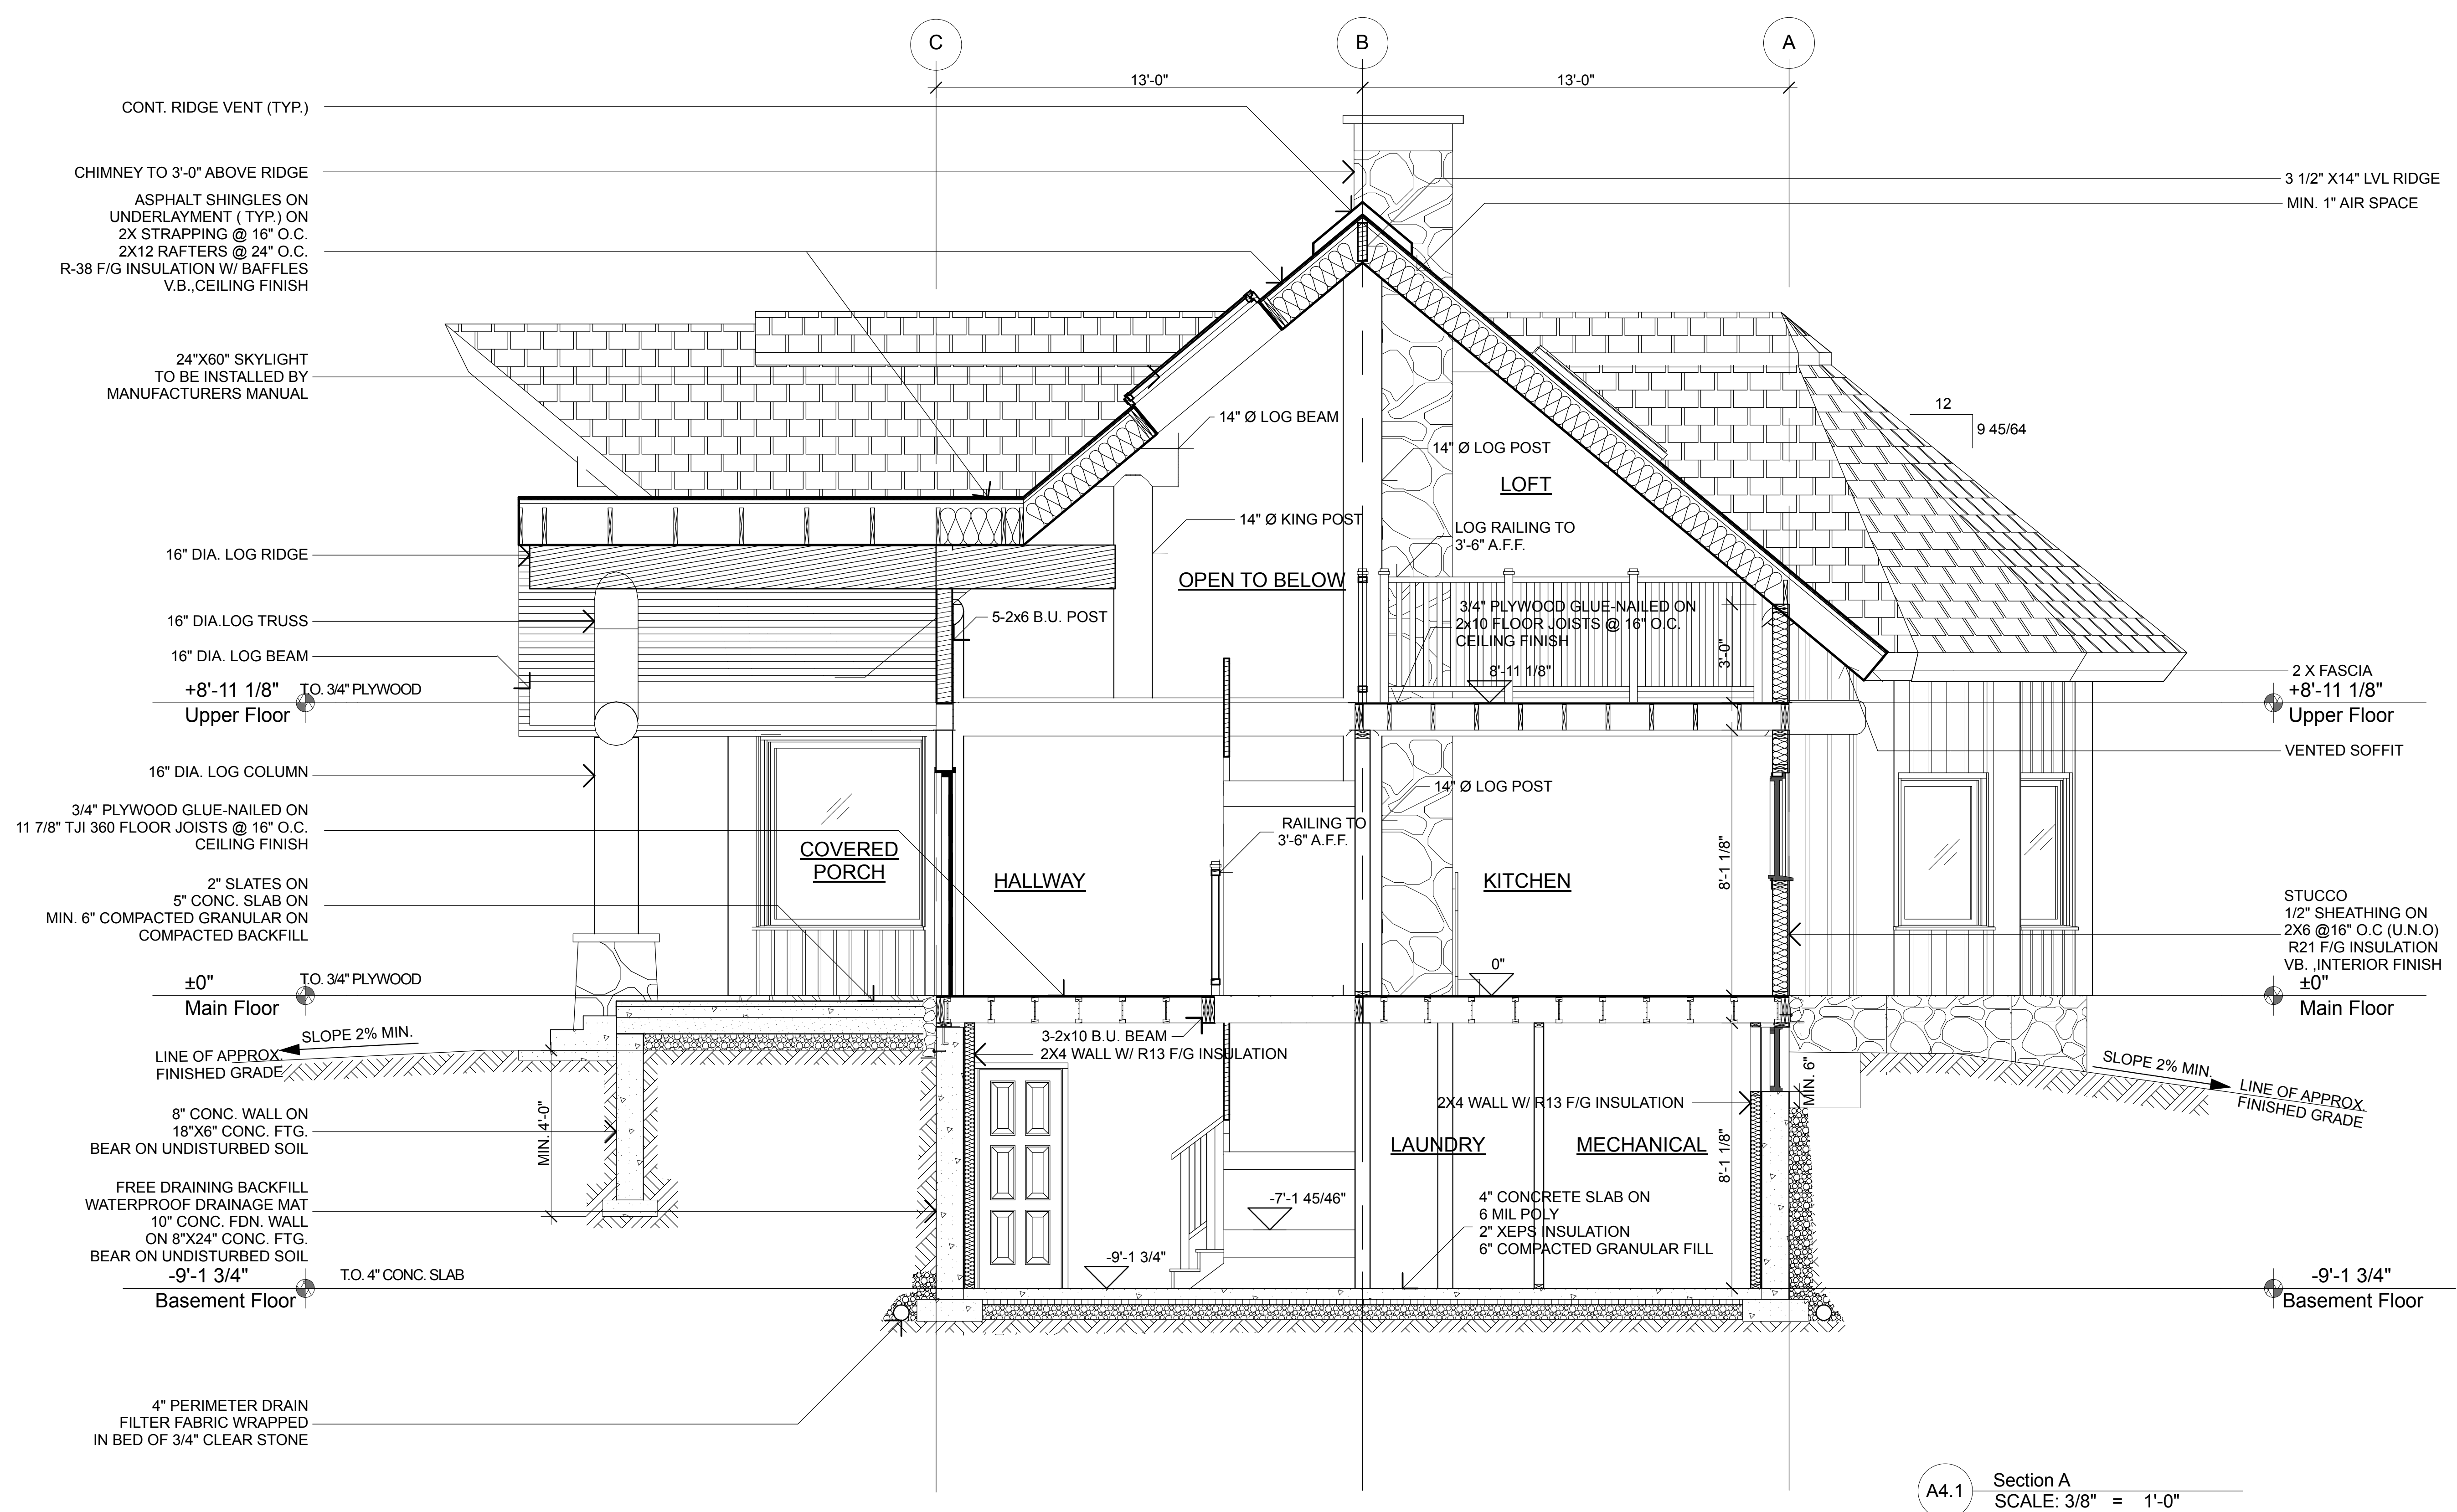 C
B
A
13'-0"
13'-0"
CONT. RIDGE VENT (TYP.)
CHIMNEY TO 3'-0" ABOVE RIDGE
ASPHALT SHINGLES ON
UNDERLAYMENT ( TYP.) ON
2X STRAPPING @ 16" O.C.
2X12 RAFTERS @ 24" O.C.
R-38 F/G INSULATION W/ BAFFLES
V.B.,CEILING FINISH
24"X60" SKYLIGHT
TO BE INSTALLED BY
MANUFACTURERS MANUAL
16" DIA. LOG RIDGE
16" DIA.LOG TRUSS
16" DIA. LOG BEAM
+8'-11 1/8"
T.O. 3/4" PLYWOOD
Upper Floor
16" DIA. LOG COLUMN
3/4" PLYWOOD GLUE-NAILED ON
11 7/8" TJI 360 FLOOR JOISTS @ 16" O.C.
CEILING FINISH
2" SLATES ON
5" CONC. SLAB ON
MIN. 6" COMPACTED GRANULAR ON
COMPACTED BACKFILL
±0"
T.O. 3/4" PLYWOOD
Main Floor
SLOPE 2% MIN.
LINE OF APPROX.
FINISHED GRADE
8" CONC. WALL ON
18"X6" CONC. FTG.
BEAR ON UNDISTURBED SOIL
MIN. 4'-0"
FREE DRAINING BACKFILL
WATERPROOF DRAINAGE MAT
10" CONC. FDN. WALL
ON 8"X24" CONC. FTG.
BEAR ON UNDISTURBED SOIL
-9'-1 3/4"
T.O. 4" CONC. SLAB
Basement Floor
4" PERIMETER DRAIN
FILTER FABRIC WRAPPED
IN BED OF 3/4" CLEAR STONE
14" Ø LOG BEAM
14" Ø LOG POST
LOFT
14" Ø KING POST
LOG RAILING TO
3'-6" A.F.F.
OPEN TO BELOW
5-2x6 B.U. POST
3/4" PLYWOOD GLUE-NAILED ON
2x10 FLOOR JOISTS @ 16" O.C.
CEILING FINISH
8'-11 1/8"
3'-0"
14" Ø LOG POST
RAILING TO
3'-6" A.F.F.
COVERED
PORCH
HALLWAY
KITCHEN
8'-1 1/8"
0"
3-2x10 B.U. BEAM
2X4 WALL W/ R13 F/G INSULATION
2X4 WALL W/ R13 F/G INSULATION
MIN. 6"
LAUNDRY
MECHANICAL
8'-1 1/8"
-7'-1 45/46"
4" CONCRETE SLAB ON
6 MIL POLY
2" XEPS INSULATION
6" COMPACTED GRANULAR FILL
-9'-1 3/4"
3 1/2" X14" LVL RIDGE
MIN. 1" AIR SPACE
12
9 45/64
2 X FASCIA
+8'-11 1/8"
Upper Floor
VENTED SOFFIT
STUCCO
1/2" SHEATHING ON
2X6 @16" O.C (U.N.O)
R21 F/G INSULATION
VB. ,INTERIOR FINISH
±0"
Main Floor
SLOPE 2% MIN.
LINE OF APPROX.
FINISHED GRADE
-9'-1 3/4"
Basement Floor
A4.1
Section A
SCALE: 3/8" = 1'-0"